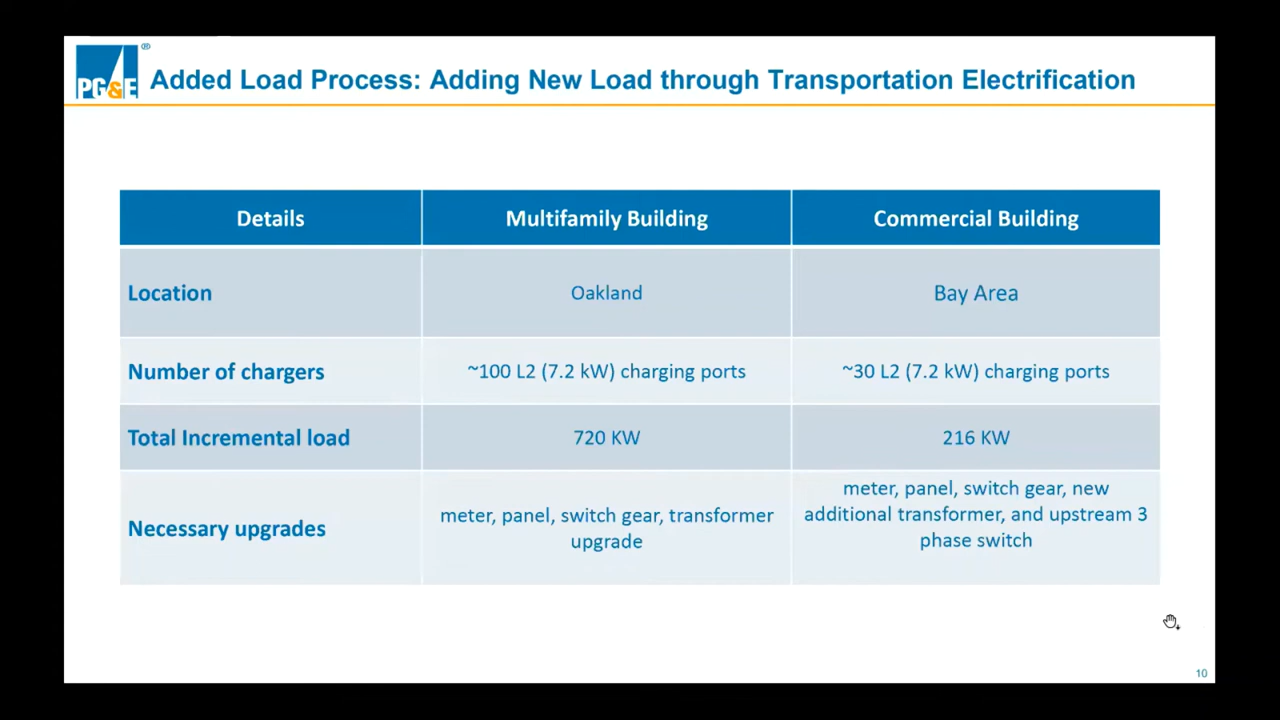 PG&E
®
Added Load Process: Adding New Load through Transportation Electrification
Details
Multifamily Building
Commercial Building
Location
Oakland
Bay Area
Number of chargers
~100 L2 (7.2 kW) charging ports
~30 L2 (7.2 kW) charging ports
Total Incremental load
720 KW
216 KW
Necessary upgrades
meter, panel, switch gear, transformer
upgrade
meter, panel, switch gear, new
additional transformer, and upstream 3
phase switch
10